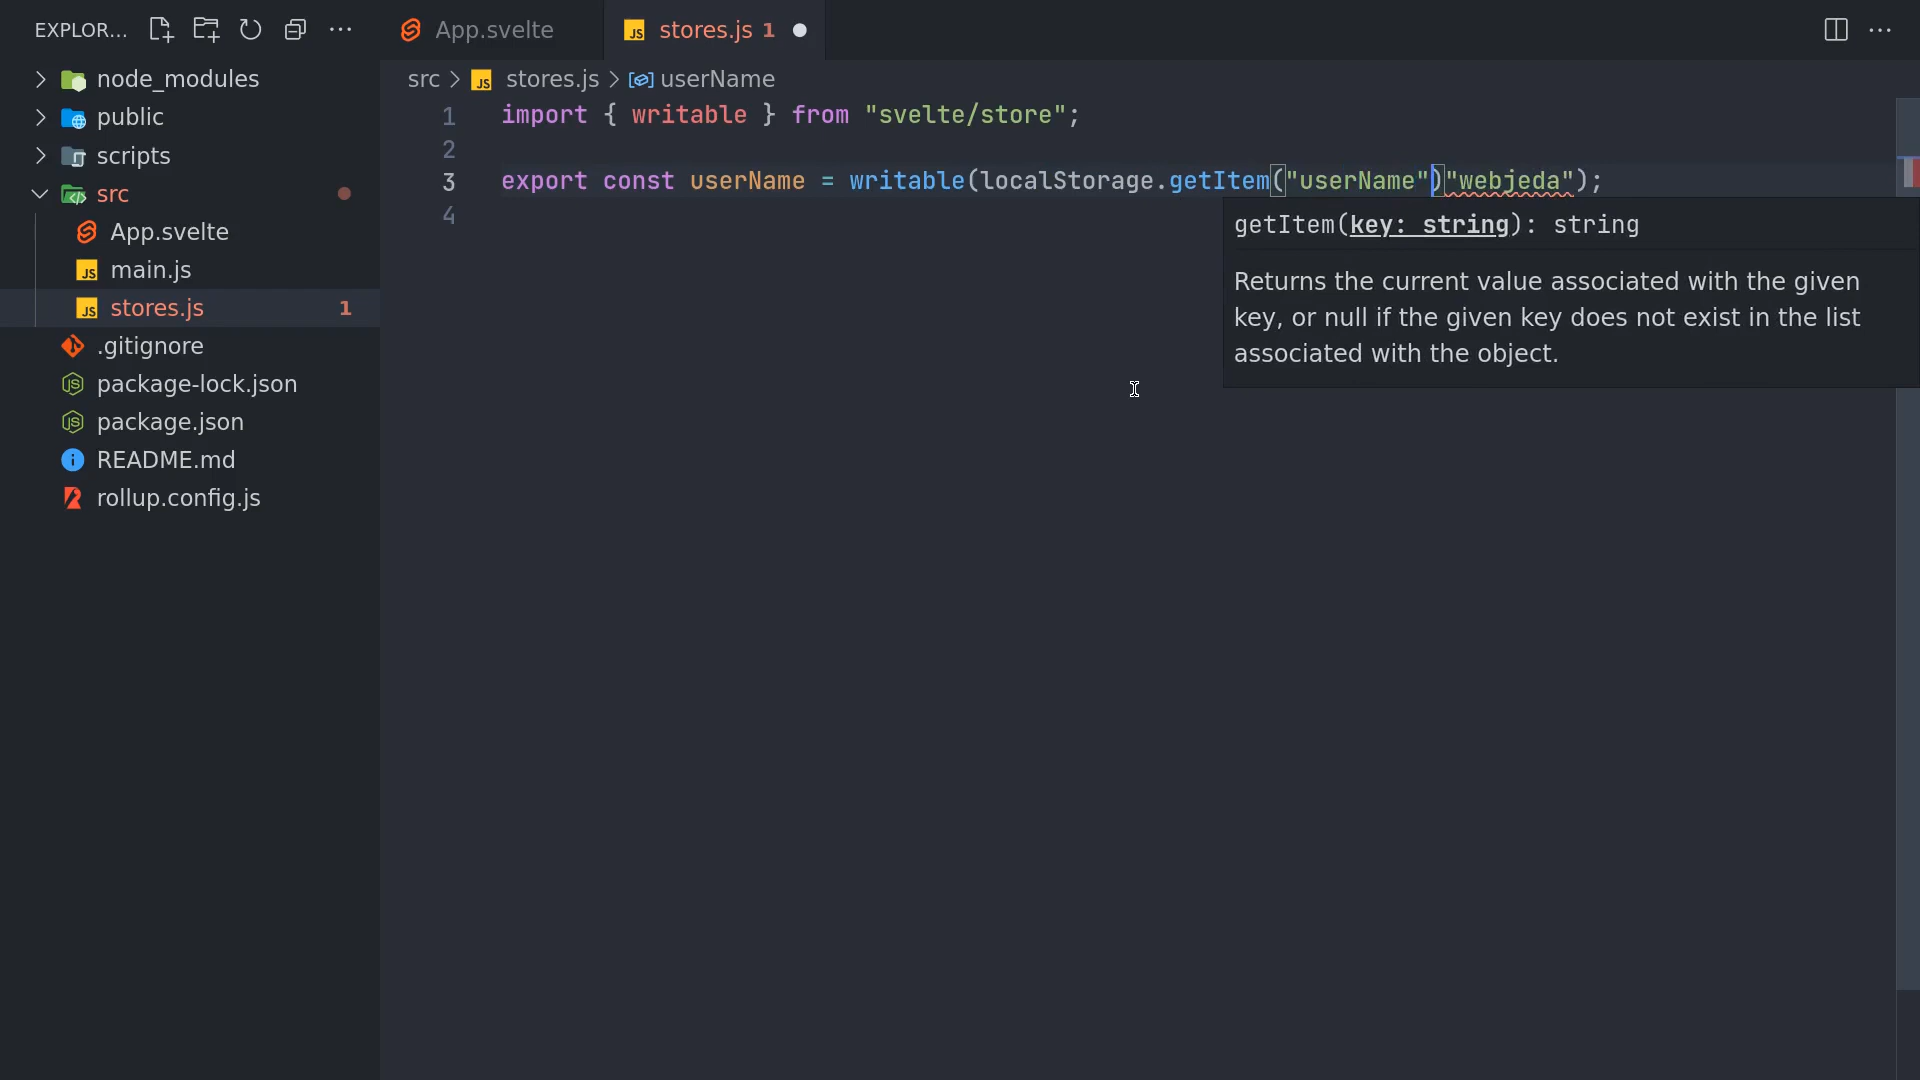 EXPLOR...
App.svelte
stores.js 1
node_modules
public
scripts
src
App.svelte
main.js
stores.js 1
.gitignore
package-lock.json
package.json
README.md
rollup.config.js
src > stores.js > userName
1 import { writable } from "svelte/store";
2
3 export const userName = writable(localStorage.getItem("userName")"webjeda");
4
getItem(key: string): string
Returns the current value associated with the given
key, or null if the given key does not exist in the list
associated with the object.